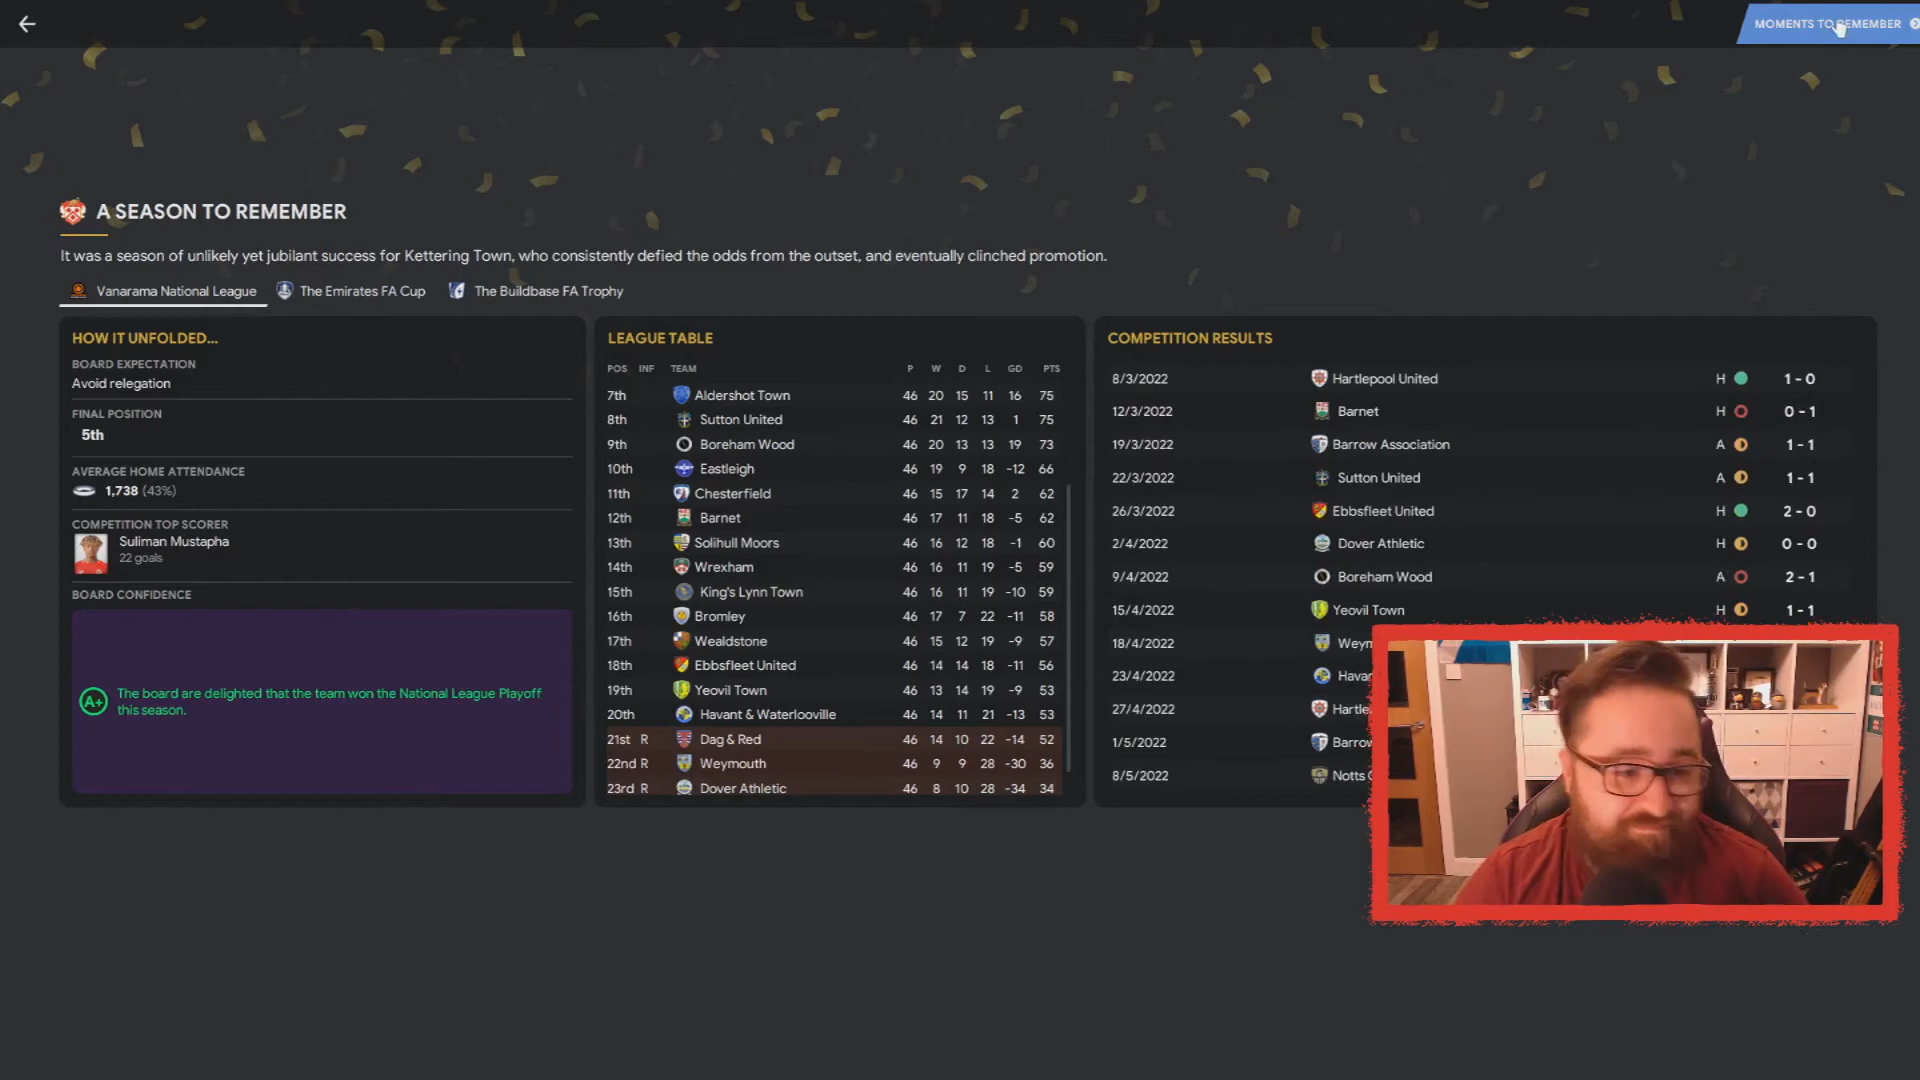 MOMENTS TO REMEMBER
A SEASON TO REMEMBER
It was a season of unlikely yet jubilant success for Kettering Town, who consistently defied the odds from the outset, and eventually clinched promotion.
Vanarama National League The Emirates FA Cup The Buildbase FA Trophy
HOW IT UNFOLDED...
BOARD EXPECTATION
Avoid relegation
FINAL POSITION
5th
AVERAGE HOME ATTENDANCE
1,738 (43%)
COMPETITION TOP SCORER
Suliman Mustapha
22 goals
BOARD CONFIDENCE
A+ The board are delighted that the team won the National League Playoff
this season.
LEAGUE TABLE
POS INF TEAM P W D L GD PTS
7th Aldershot Town 46 20 15 11 16 75
8th Sutton United 46 21 12 13 1 75
9th Boreham Wood 46 20 13 13 19 73
10th Eastleigh 46 19 9 18 -12 66
11th Chesterfield 46 15 17 14 2 62
12th Barnet 46 17 11 18 -5 62
13th Solihull Moors 46 16 12 18 -1 60
14th Wrexham 46 16 11 19 -5 59
15th King's Lynn Town 46 16 11 19 -10 59
16th Bromley 46 17 7 22 -11 58
17th Wealdstone 46 15 12 19 -9 57
18th Ebbsfleet United 46 14 14 18 -11 56
19th Yeovil Town 46 13 14 19 -9 53
20th Havant & Waterlooville 46 14 11 21 -13 53
21st R Dag & Red 46 14 10 22 -14 52
22nd R Weymouth 46 9 9 28 -30 36
23rd R Dover Athletic 46 8 10 28 -34 34
COMPETITION RESULTS
8/3/2022 Hartlepool United H 1 - 0
12/3/2022 Barnet H 0 - 1
19/3/2022 Barrow Association A 1 - 1
22/3/2022 Sutton United A 1 - 1
26/3/2022 Ebbsfleet United H 2 - 0
2/4/2022 Dover Athletic H 0 - 0
9/4/2022 Boreham Wood A 2 - 1
15/4/2022 Yeovil Town H 1 - 1
18/4/2022 Weym
23/4/2022 Havan
27/4/2022 Hartle
1/5/2022 Barrow
8/5/2022 Notts